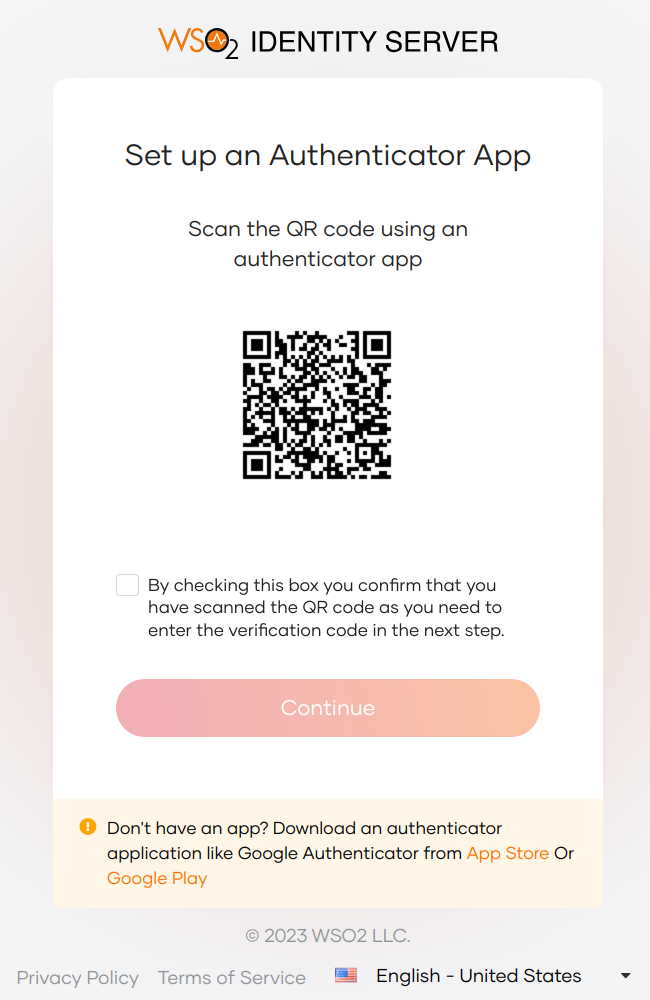 WSO2 IDENTITY SERVER
Set up an Authenticator App
Scan the QR code using an
authenticator app
By checking this box you confirm that you
have scanned the QR code as you need to
enter the verification code in the next step.
Continue
Don't have an app? Download an authenticator
application like Google Authenticator from App Store Or
Google Play
© 2023 WSO2 LLC.
Privacy Policy Terms of Service English - United States